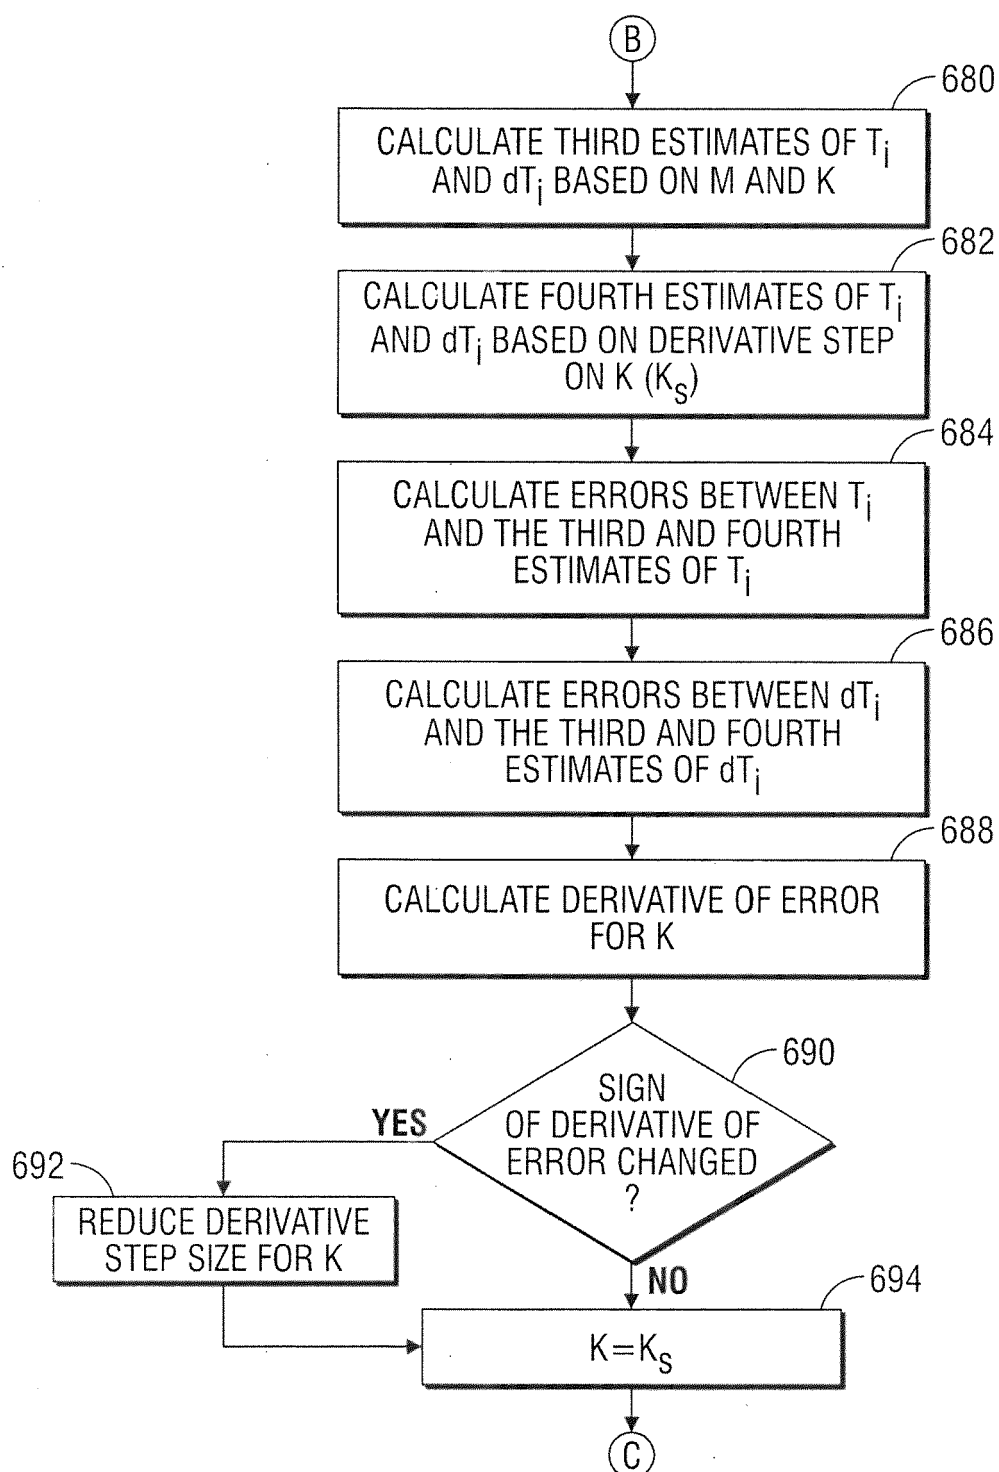 B
680
CALCULATE THIRD ESTIMATES OF Ti
AND dTi BASED ON M AND K
682
CALCULATE FOURTH ESTIMATES OF Ti
AND dTi BASED ON DERIVATIVE STEP
ON K (KS)
684
CALCULATE ERRORS BETWEEN Ti
AND THE THIRD AND FOURTH
ESTIMATES OF Ti
686
CALCULATE ERRORS BETWEEN dTi
AND THE THIRD AND FOURTH
ESTIMATES OF dTi
688
CALCULATE DERIVATIVE OF ERROR
FOR K
690
SIGN
OF DERIVATIVE OF
ERROR CHANGED
?
YES
692
REDUCE DERIVATIVE
STEP SIZE FOR K
NO
694
K=KS
C